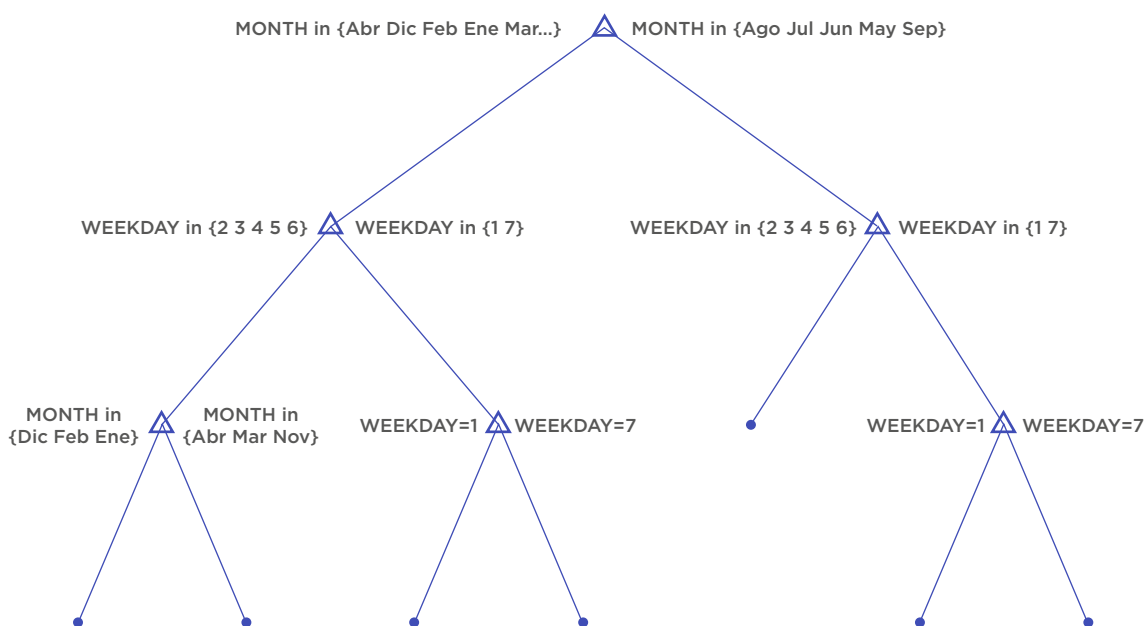 MONTH in {Abr Dic Feb Ene Mar...}
MONTH in {Ago Jul Jun May Sep}
WEEKDAY in {2 3 4 5 6}
WEEKDAY in {1 7}
WEEKDAY in {2 3 4 5 6}
WEEKDAY in {1 7}
MONTH in
{Dic Feb Ene}
MONTH in
{Abr Mar Nov}
WEEKDAY=1
WEEKDAY=7
WEEKDAY=1
WEEKDAY=7